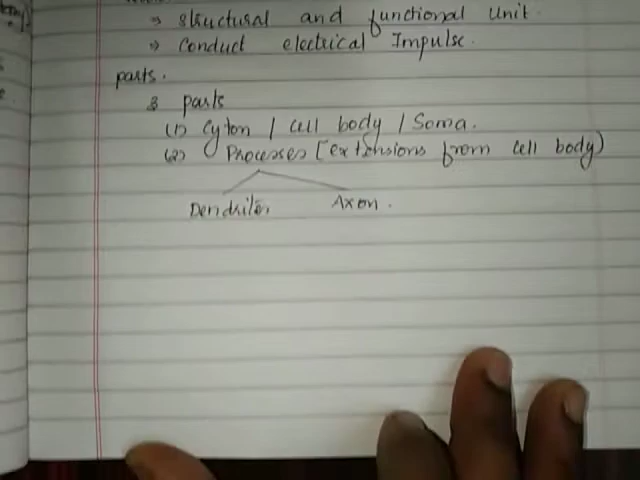 → Structural and functional Unit.
→ Conduct electrical Impulse.
parts.
3 parts
(1) Cyton / cell body / Soma.
(2) Processes (extensions from cell body)
Dendrites Axon.